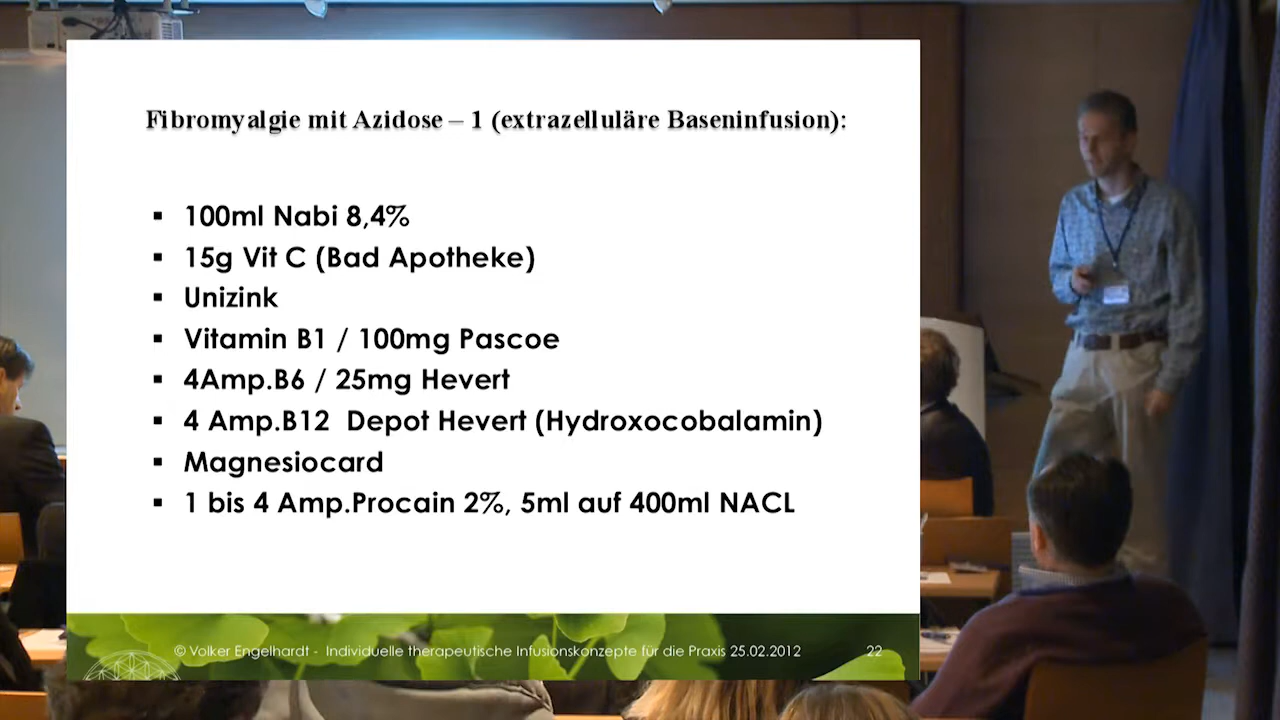 Fibromyalgie mit Azidose – 1 (extrazelluläre Baseninfusion):
▪ 100ml Nabi 8,4%
▪ 15g Vit C (Bad Apotheke)
▪ Unizink
▪ Vitamin B1 / 100mg Pascoe
▪ 4Amp.B6 / 25mg Hevert
▪ 4 Amp.B12  Depot Hevert (Hydroxocobalamin)
▪ Magnesiocard
▪ 1 bis 4 Amp.Procain 2%, 5ml auf 400ml NACL
© Volker Engelhardt -  Individuelle therapeutische Infusionskonzepte für die Praxis 25.02.2012
22